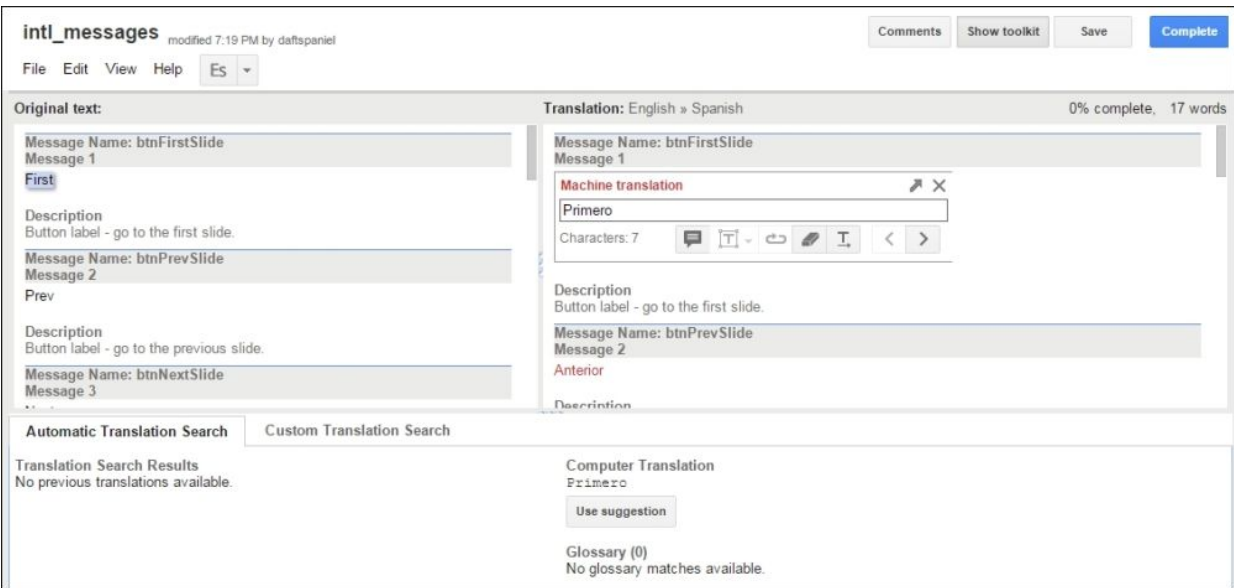 intl_messages modified 7:19 PM by daftspaniel
Comments Show toolkit Save Complete
File Edit View Help Es
Original text:
Message Name: btnFirstSlide
Message 1
First
Description
Button label - go to the first slide.
Message Name: btnPrevSlide
Message 2
Prev
Description
Button label - go to the previous slide.
Message Name: btnNextSlide
Message 3
Translation: English » Spanish 0% complete, 17 words
Message Name: btnFirstSlide
Message 1
Machine translation
Primero
Characters: 7
Description
Button label - go to the first slide.
Message Name: btnPrevSlide
Message 2
Anterior
Description
Automatic Translation Search Custom Translation Search
Translation Search Results
No previous translations available.
Computer Translation
Primero
Use suggestion
Glossary (0)
No glossary matches available.